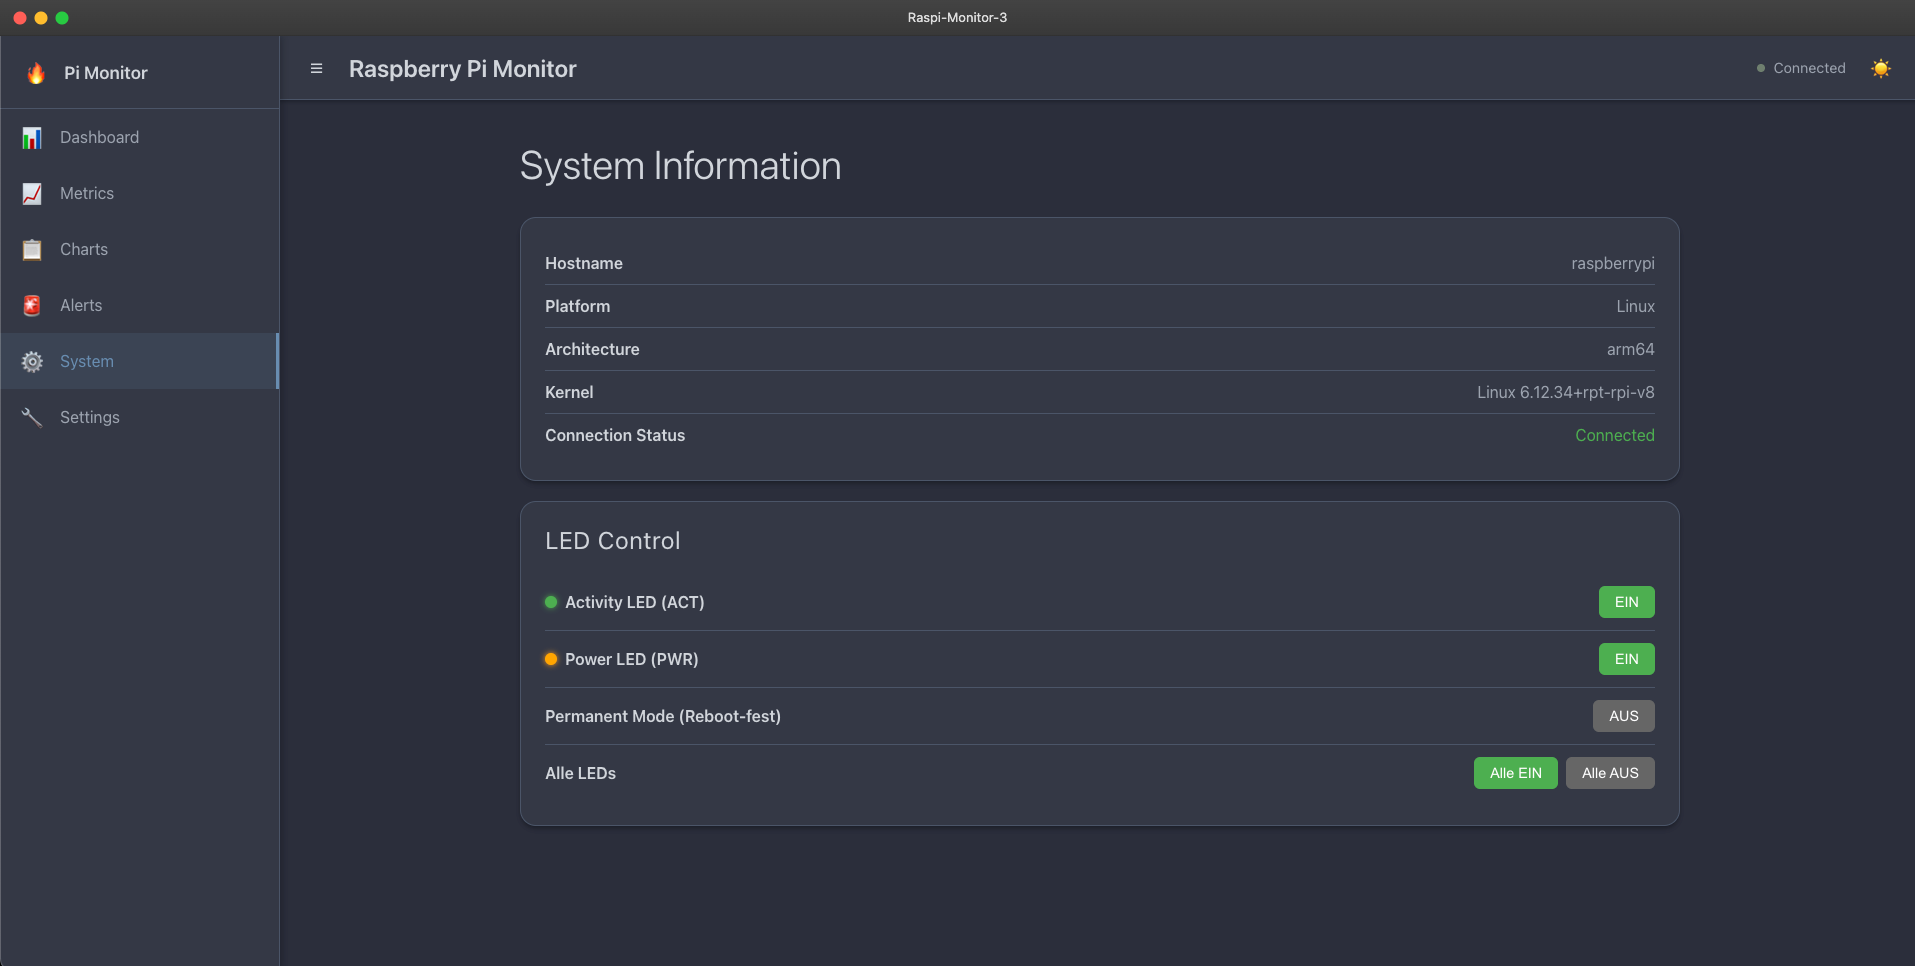 Raspi-Monitor-3
Pi Monitor
Dashboard
Metrics
Charts
Alerts
System
Settings
Raspberry Pi Monitor
Connected
System Information
Hostname raspberrypi
Platform Linux
Architecture arm64
Kernel Linux 6.12.34+rpt-rpi-v8
Connection Status Connected
LED Control
Activity LED (ACT) EIN
Power LED (PWR) EIN
Permanent Mode (Reboot-fest) AUS
Alle LEDs Alle EIN Alle AUS